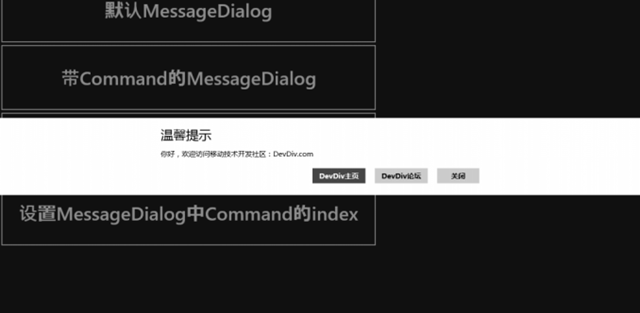 默认MessageDialog
带Command的MessageDialog
温馨提示
你好，欢迎访问移动技术开发社区：DevDiv.com
DevDiv主页 DevDiv论坛 关闭
设置MessageDialog中Command的index